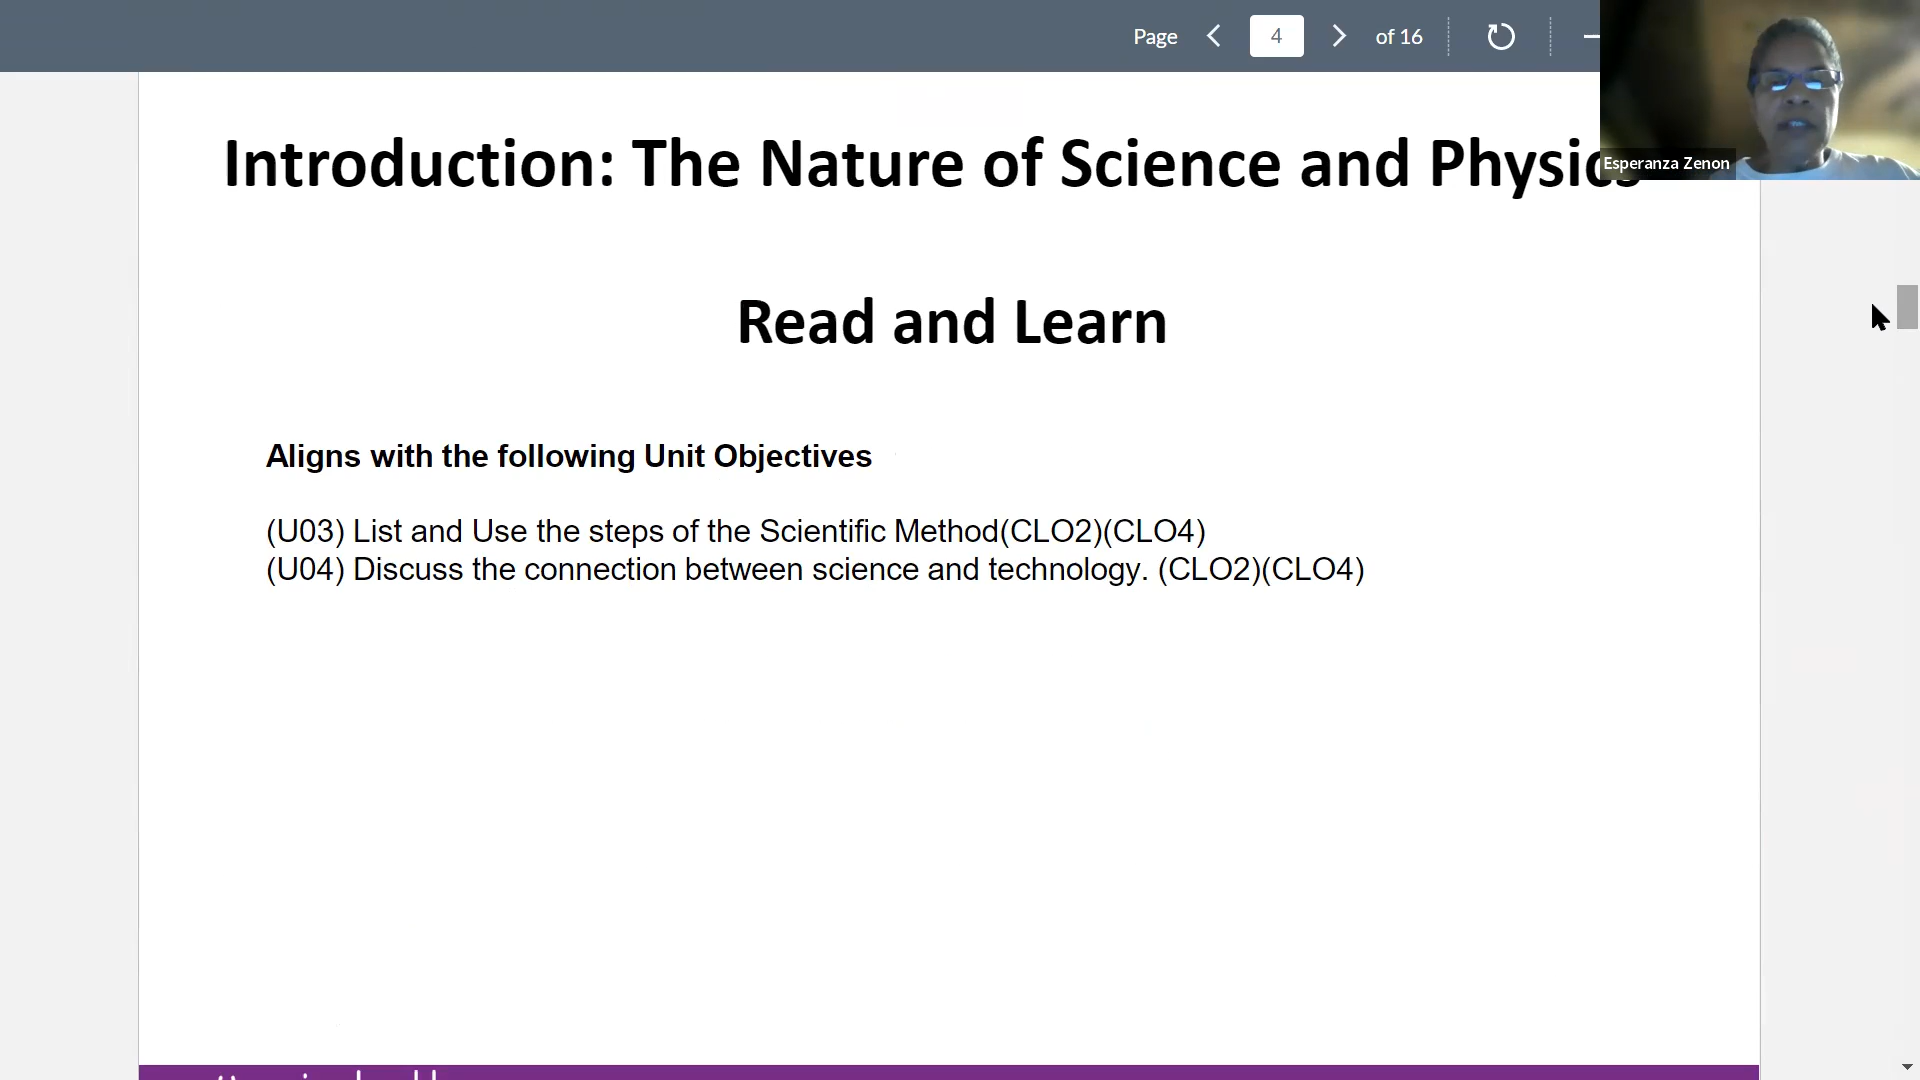 Page 4 of 16
Esperanza Zenon
Introduction: The Nature of Science and Physics
Read and Learn
Aligns with the following Unit Objectives
(U03) List and Use the steps of the Scientific Method(CLO2)(CLO4)
(U04) Discuss the connection between science and technology. (CLO2)(CLO4)